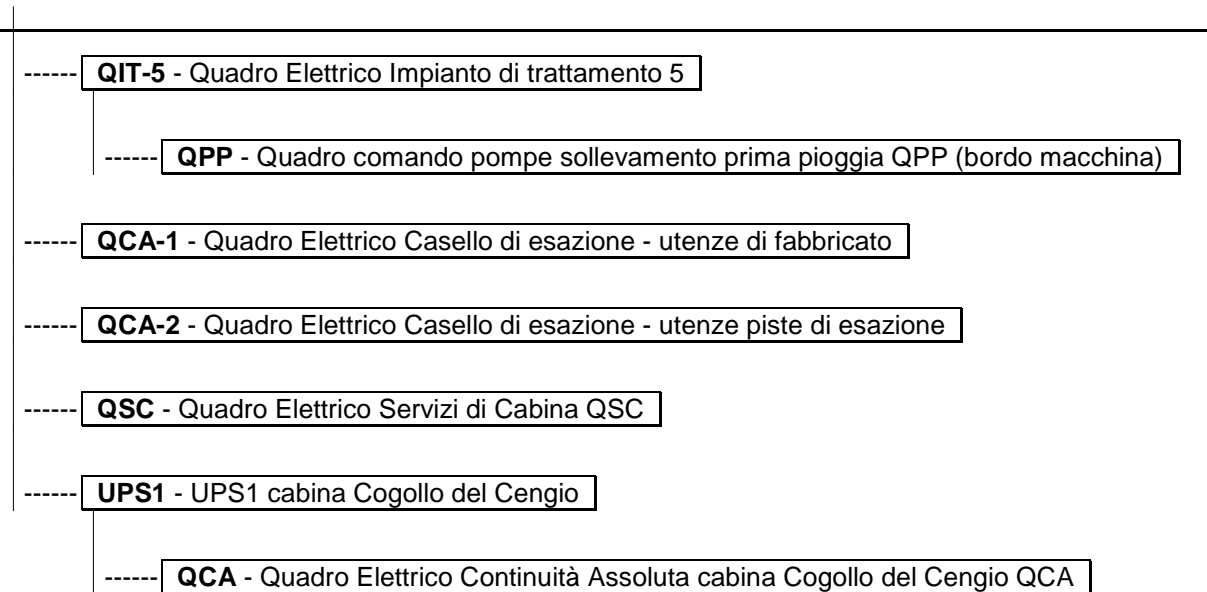 QIT-5 - Quadro Elettrico Impianto di trattamento 5
QPP - Quadro comando pompe sollevamento prima pioggia QPP (bordo macchina)
QCA-1 - Quadro Elettrico Casello di esazione - utenze di fabbricato
QCA-2 - Quadro Elettrico Casello di esazione - utenze piste di esazione
QSC - Quadro Elettrico Servizi di Cabina QSC
UPS1 - UPS1 cabina Cogollo del Cengio
QCA - Quadro Elettrico Continuità Assoluta cabina Cogollo del Cengio QCA